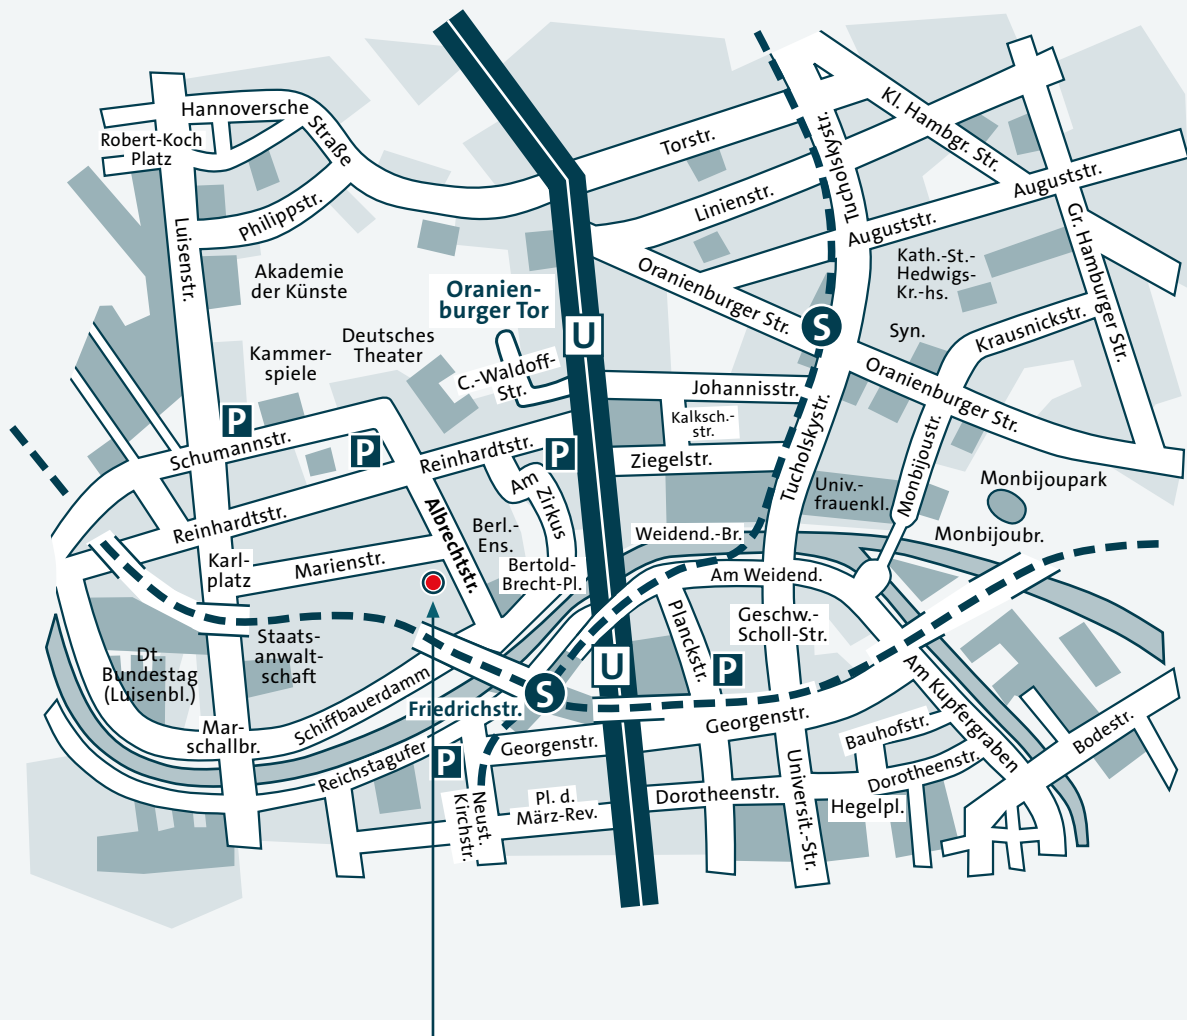 Hannoversche
Straße
Robert-Koch
Platz
Philippstr.
Luisenstr.
Akademie
der Künste
Torstr.
Linienstr.
Tucholskystr.
Kl. Hambgr. Str.
Auguststr.
Auguststr.
Gr. Hamburger Str.
Kath.-St.-
Hedwigs-
Kr.-hs.
Oranienburger Str.
Oranien-
burger Tor
U
S
Syn.
Krausnickstr.
Deutsches
Theater
Kammer-
spiele
C.-Waldoff-
Str.
Johannisstr.
Kalksch.-
str.
Oranienburger Str.
P
P
P
Schumannstr.
Reinhardtstr.
Ziegelstr.
Tucholskystr.
Monbijoustr.
Monbijoupark
Univ.-
frauenkl.
Am
Zirkus
Reinhardtstr.
Albrechtstr.
Berl.-
Ens.
Weidend.-Br.
Monbijoubr.
Karl-
platz
Marienstr.
Bertold-
Brecht-Pl.
Am Weidend.
Planckstr.
Geschw.-
Scholl-Str.
Staats-
anwalt-
schaft
Dt.
Bundestag
(Luisenbl.)
Schiffbauerdamm
Friedrichstr.
S
U
P
Am Kupfergraben
Mar-
schallbr.
Georgenstr.
Georgenstr.
Bauhofstr.
Bodestr.
Reichstagufer
P
Dorotheenstr.
Neust.
Kirchstr.
Pl. d.
März-Rev.
Dorotheenstr.
Universit.-Str.
Hegelpl.